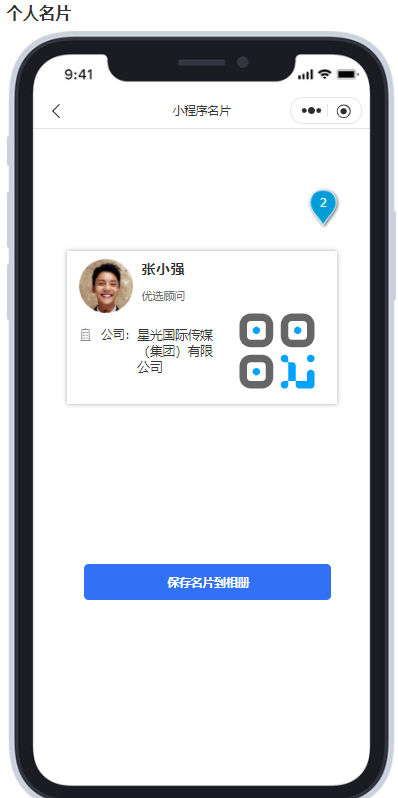 个人名片
9:41
小程序名片
2
张小强
优选顾问
公司：
星光国际传媒
（集团）有限
公司
保存名片到相册